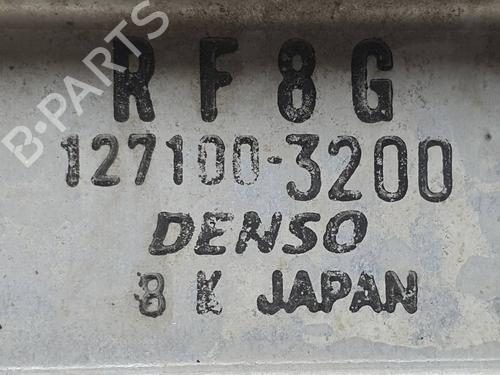 RF8G
B-PARTS
127100-3200
DENSO
8 K JAPAN